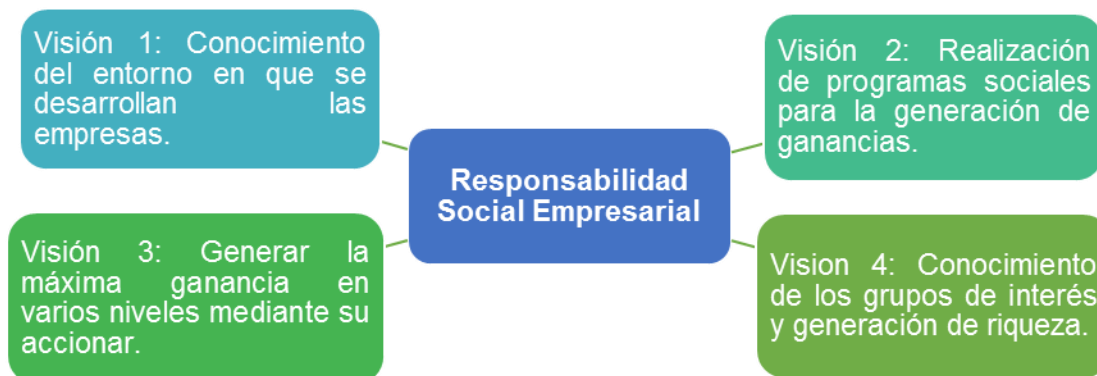 Visión 1: Conocimiento
del entorno en que se
desarrollan las
empresas.
Visión 2: Realización
de programas sociales
para la generación de
ganancias.
Responsabilidad
Social Empresarial
Visión 3: Generar la
máxima ganancia en
varios niveles mediante su
accionar.
Vision 4: Conocimiento
de los grupos de interés
y generación de riqueza.